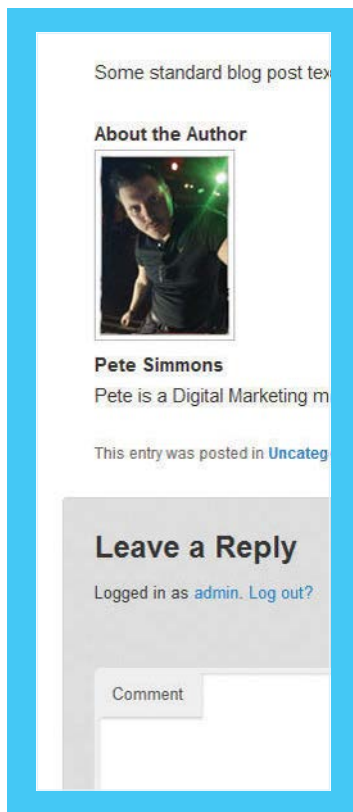 Some standard blog post tex
About the Author
Pete Simmons
Pete is a Digital Marketing m
This entry was posted in Uncateg
Leave a Reply
Logged in as admin. Log out?
Comment